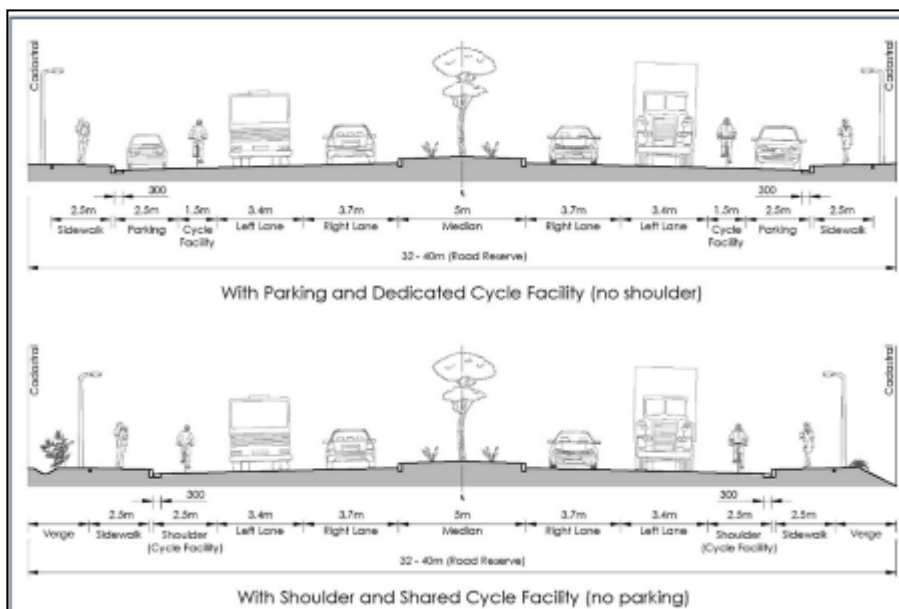 Cadastral
Cadastral
300
300
2.5m 2.5m 1.5m 3.4m 3.7m 5m 3.7m 3.4m 1.5m 2.5m 2.5m
Sidewalk Parking Cycle Facility Left Lane Right Lane Median Right Lane Left Lane Cycle Facility Parking Sidewalk
32 - 40m (Road Reserve)
With Parking and Dedicated Cycle Facility (no shoulder)
Cadastral
Cadastral
300
300
2.5m 2.5m 3.4m 3.7m 5m 3.7m 3.4m 2.5m 2.5m
Verge Sidewalk Shoulder (Cycle Facility) Left Lane Right Lane Median Right Lane Left Lane Shoulder (Cycle Facility) Sidewalk Verge
32 - 40m (Road Reserve)
With Shoulder and Shared Cycle Facility (no parking)